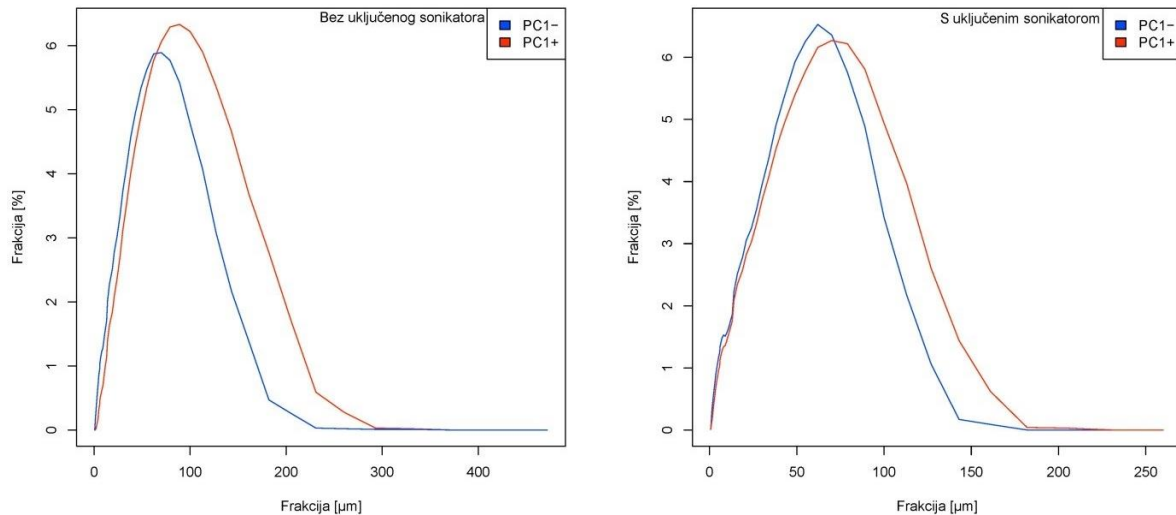 Bez uključenog sonikatora
PC1−
PC1+
Frakcija [%]
6
5
4
3
2
1
0
0 100 200 300 400
Frakcija [µm]
S uključenim sonikatorom
PC1−
PC1+
Frakcija [%]
6
5
4
3
2
1
0
0 50 100 150 200 250
Frakcija [µm]